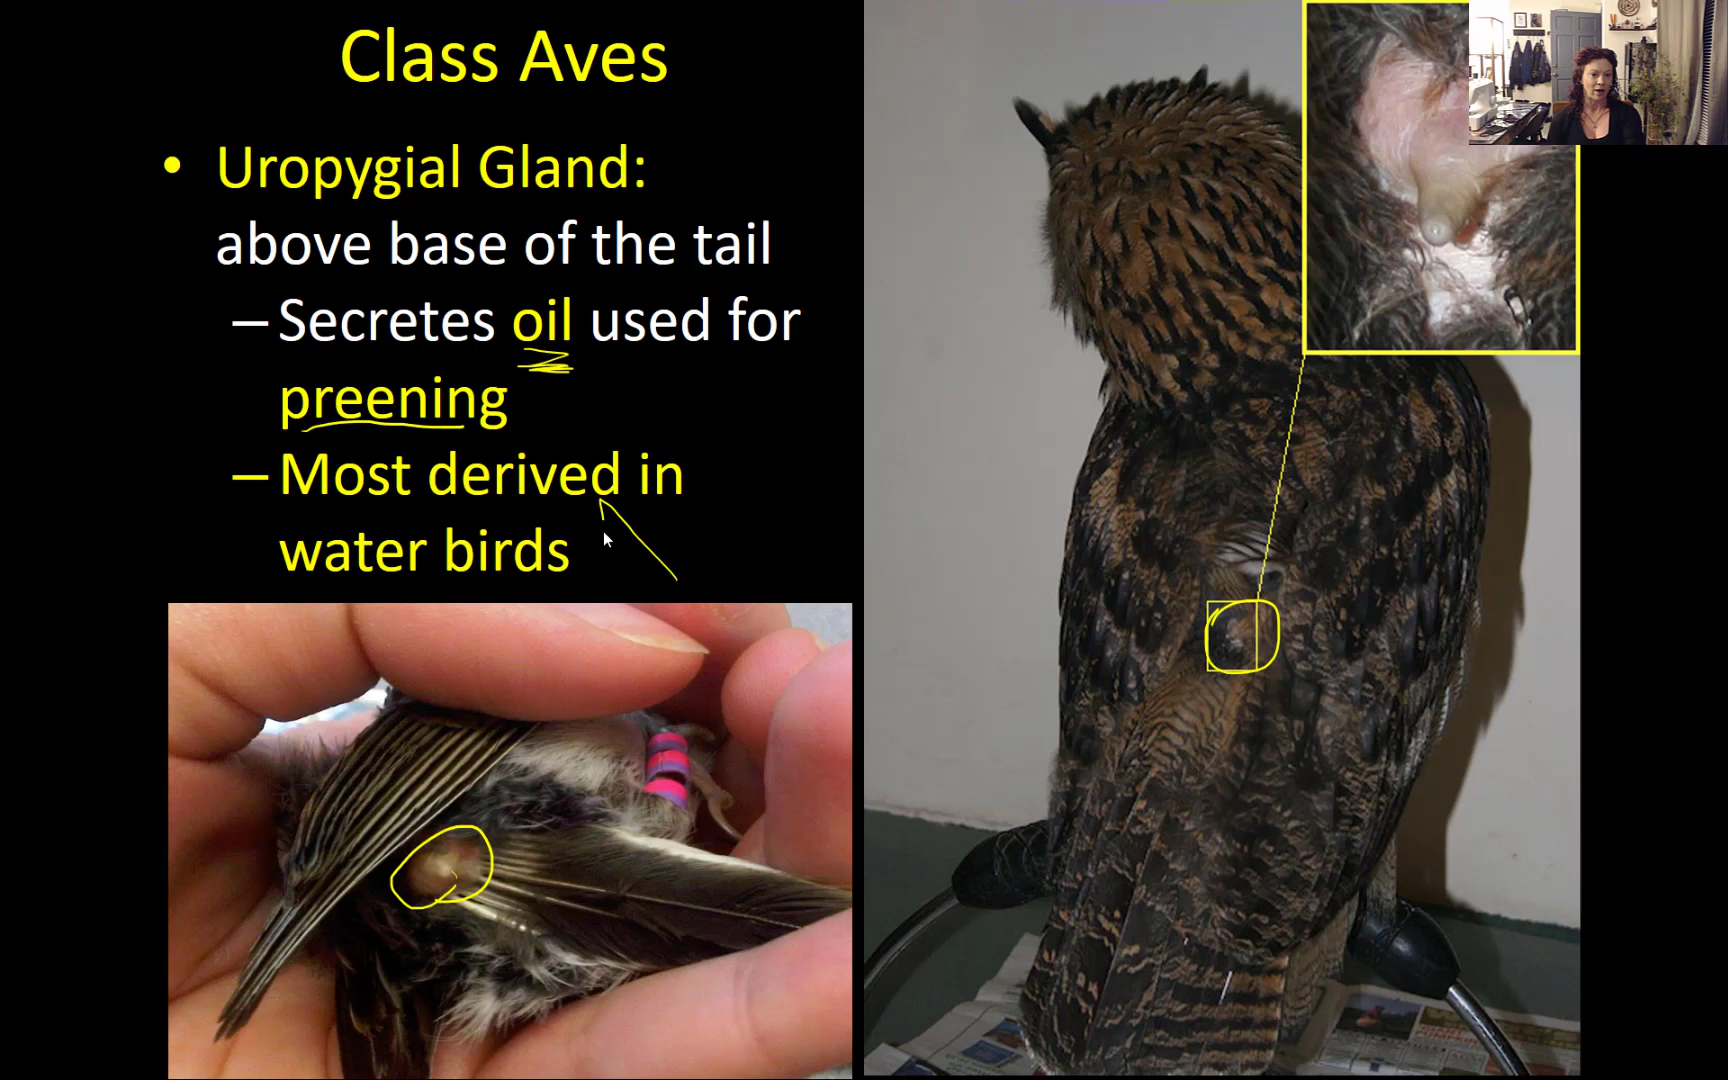 Class Aves
• Uropygial Gland:
above base of the tail
–Secretes oil used for
preening
–Most derived in
water birds